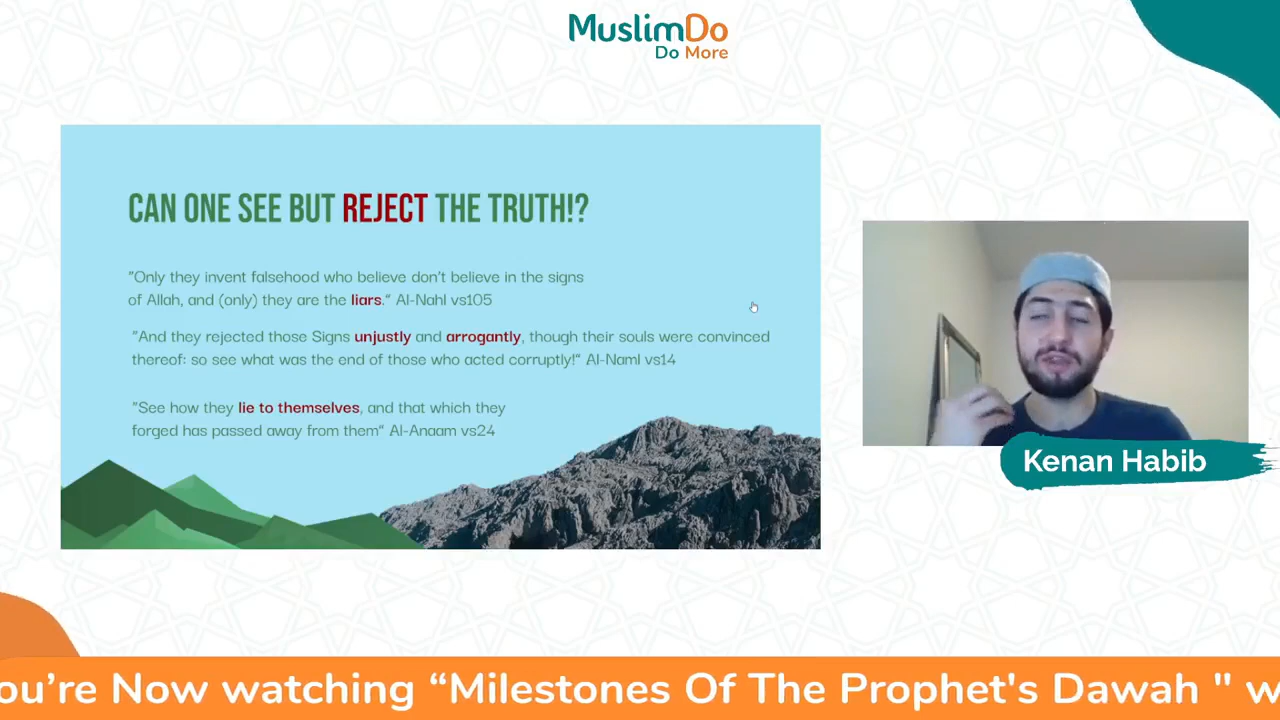 MuslimDo
Do More
CAN ONE SEE BUT REJECT THE TRUTH!?
"Only they invent falsehood who believe don't believe in the signs
of Allah, and (only) they are the liars." Al-Nahl vs105
"And they rejected those Signs unjustly and arrogantly, though their souls were convinced
thereof: so see what was the end of those who acted corruptly!" Al-Naml vs14
"See how they lie to themselves, and that which they
forged has passed away from them" Al-Anaam vs24
Kenan Habib
ou're Now watching “Milestones Of The Prophet's Dawah " w